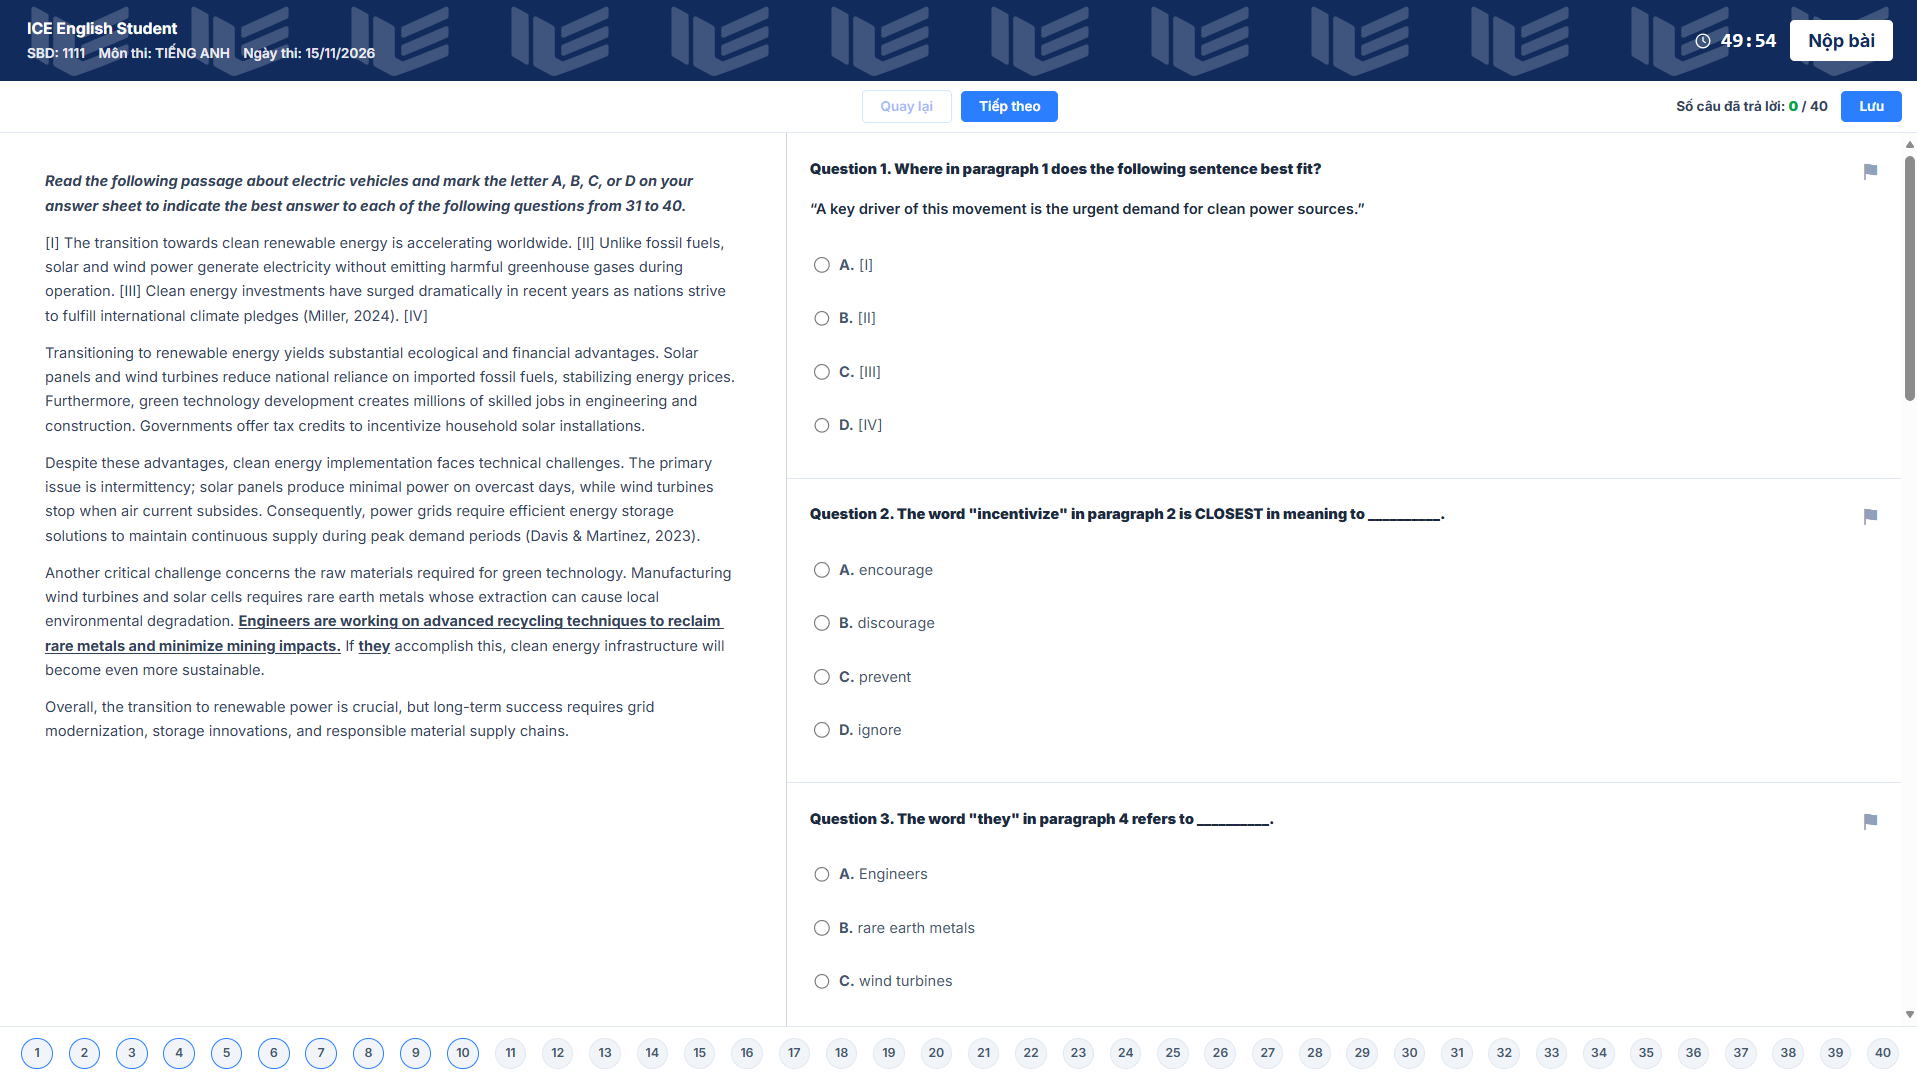 ICE English Student
SBD: 1111 Môn thi: TIẾNG ANH Ngày thi: 15/11/2026
49:54
Nộp bài
Quay lại
Tiếp theo
Số câu đã trả lời: 0 / 40
Lưu
Read the following passage about electric vehicles and mark the letter A, B, C, or D on your
answer sheet to indicate the best answer to each of the following questions from 31 to 40.
[I] The transition towards clean renewable energy is accelerating worldwide. [II] Unlike fossil fuels,
solar and wind power generate electricity without emitting harmful greenhouse gases during
operation. [III] Clean energy investments have surged dramatically in recent years as nations strive
to fulfill international climate pledges (Miller, 2024). [IV]
Transitioning to renewable energy yields substantial ecological and financial advantages. Solar
panels and wind turbines reduce national reliance on imported fossil fuels, stabilizing energy prices.
Furthermore, green technology development creates millions of skilled jobs in engineering and
construction. Governments offer tax credits to incentivize household solar installations.
Despite these advantages, clean energy implementation faces technical challenges. The primary
issue is intermittency; solar panels produce minimal power on overcast days, while wind turbines
stop when air current subsides. Consequently, power grids require efficient energy storage
solutions to maintain continuous supply during peak demand periods (Davis & Martinez, 2023).
Another critical challenge concerns the raw materials required for green technology. Manufacturing
wind turbines and solar cells requires rare earth metals whose extraction can cause local
environmental degradation. Engineers are working on advanced recycling techniques to reclaim
rare metals and minimize mining impacts. If they accomplish this, clean energy infrastructure will
become even more sustainable.
Overall, the transition to renewable power is crucial, but long-term success requires grid
modernization, storage innovations, and responsible material supply chains.
Question 1. Where in paragraph 1 does the following sentence best fit?
“A key driver of this movement is the urgent demand for clean power sources.”
A. [I]
B. [II]
C. [III]
D. [IV]
Question 2. The word "incentivize" in paragraph 2 is CLOSEST in meaning to __________.
A. encourage
B. discourage
C. prevent
D. ignore
Question 3. The word "they" in paragraph 4 refers to __________.
A. Engineers
B. rare earth metals
C. wind turbines
1 2 3 4 5 6 7 8 9 10 11 12 13 14 15 16 17 18 19 20 21 22 23 24 25 26 27 28 29 30 31 32 33 34 35 36 37 38 39 40